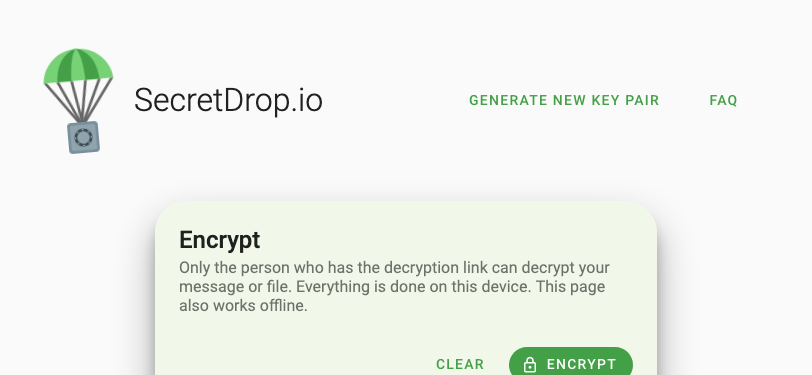 SecretDrop.io
GENERATE NEW KEY PAIR
FAQ
Encrypt
Only the person who has the decryption link can decrypt your
message or file. Everything is done on this device. This page
also works offline.
CLEAR
ENCRYPT